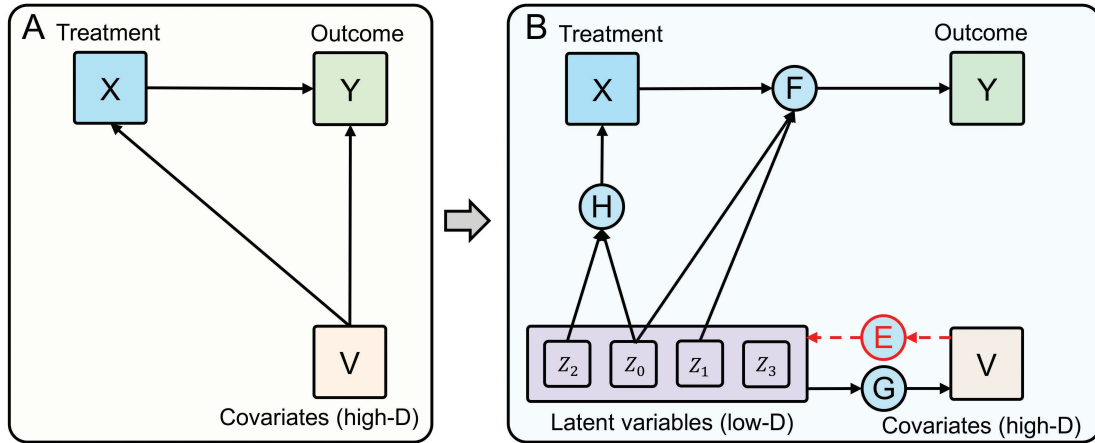 A
Treatment
Outcome
X
Y
V
Covariates (high-D)
B
Treatment
Outcome
X
F
Y
H
E
Z₂ Z₀ Z₁ Z₃
V
G
Latent variables (low-D)
Covariates (high-D)